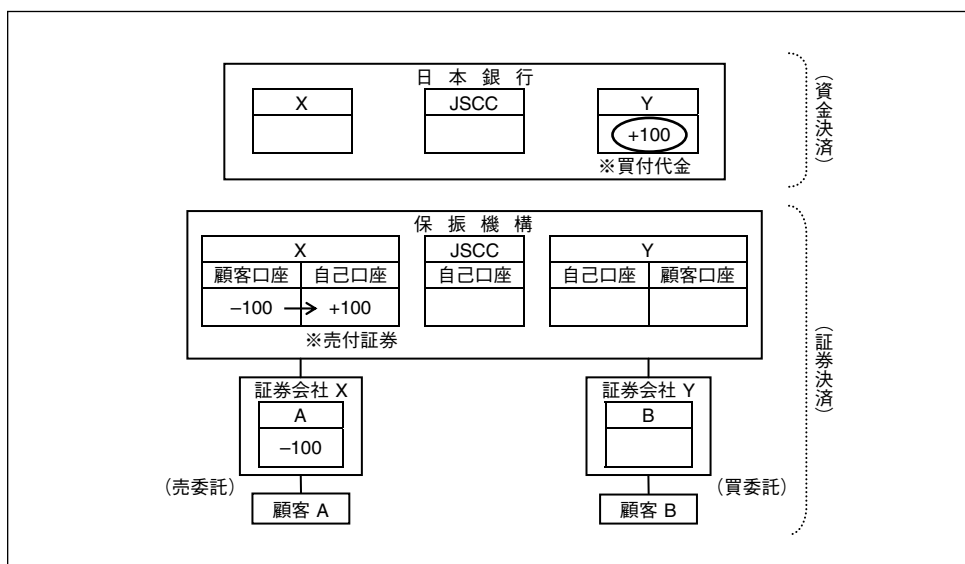 日本銀行
X JSCC Y
+100
※買付代金
(資金決済)
保振機構
X JSCC Y
顧客口座 自己口座 自己口座 自己口座 顧客口座
–100 → +100
※売付証券
(証券決済)
証券会社 X 証券会社 Y
A B
–100
(売委託) (買委託)
顧客 A 顧客 B